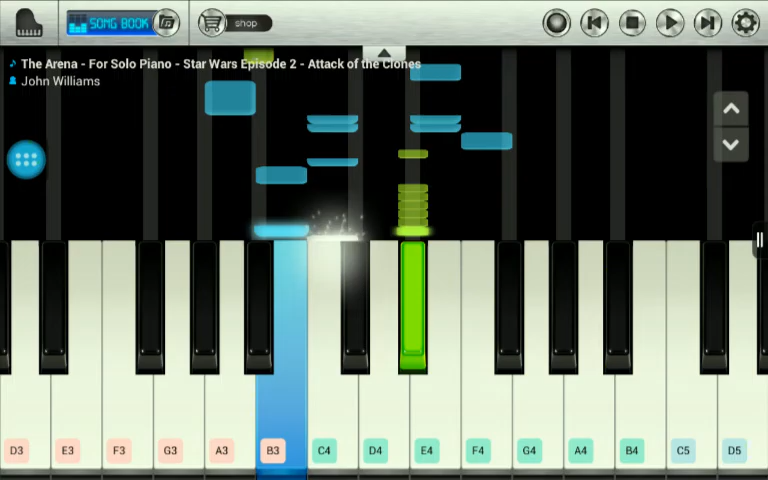 SONG BOOK
shop
The Arena - For Solo Piano - Star Wars Episode 2 - Attack of the Clones
John Williams
D3 E3 F3 G3 A3 B3 C4 D4 E4 F4 G4 A4 B4 C5 D5